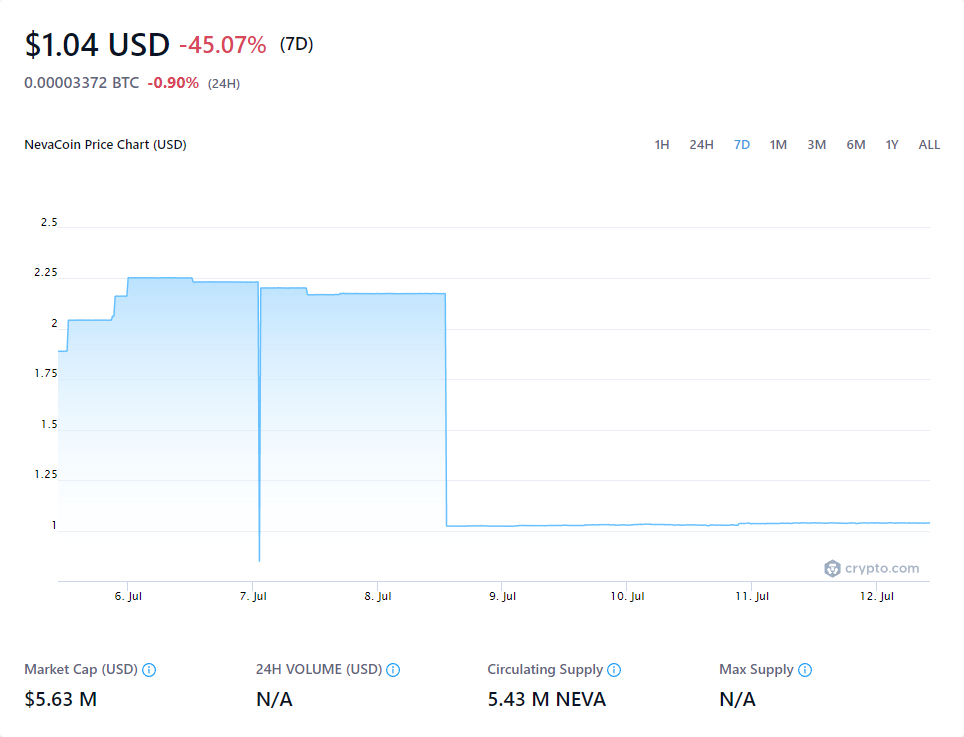 $1.04 USD -45.07% (7D)
0.00003372 BTC -0.90% (24H)
NevaCoin Price Chart (USD) 1H 24H 7D 1M 3M 6M 1Y ALL
2.5
2.25
2
1.75
1.5
1.25
1
crypto.com
6. Jul 7. Jul 8. Jul 9. Jul 10. Jul 11. Jul 12. Jul
Market Cap (USD) 24H VOLUME (USD) Circulating Supply Max Supply
$5.63 M N/A 5.43 M NEVA N/A